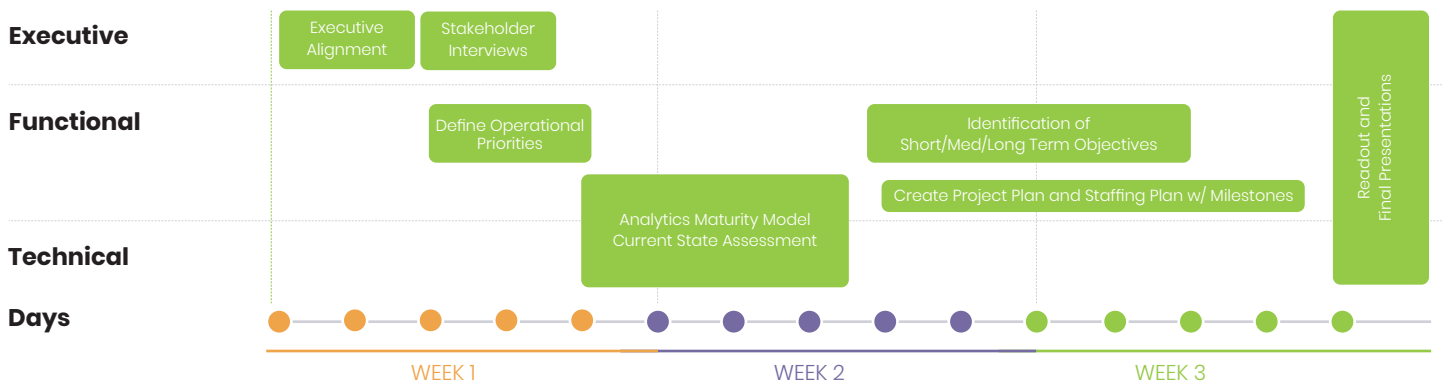 Executive
Executive
Alignment
Stakeholder
Interviews
Functional
Define Operational
Priorities
Identification of
Short/Med/Long Term Objectives
Create Project Plan and Staffing Plan w/ Milestones
Readout and
Final Presentations
Analytics Maturity Model
Current State Assessment
Technical
Days
WEEK 1
WEEK 2
WEEK 3